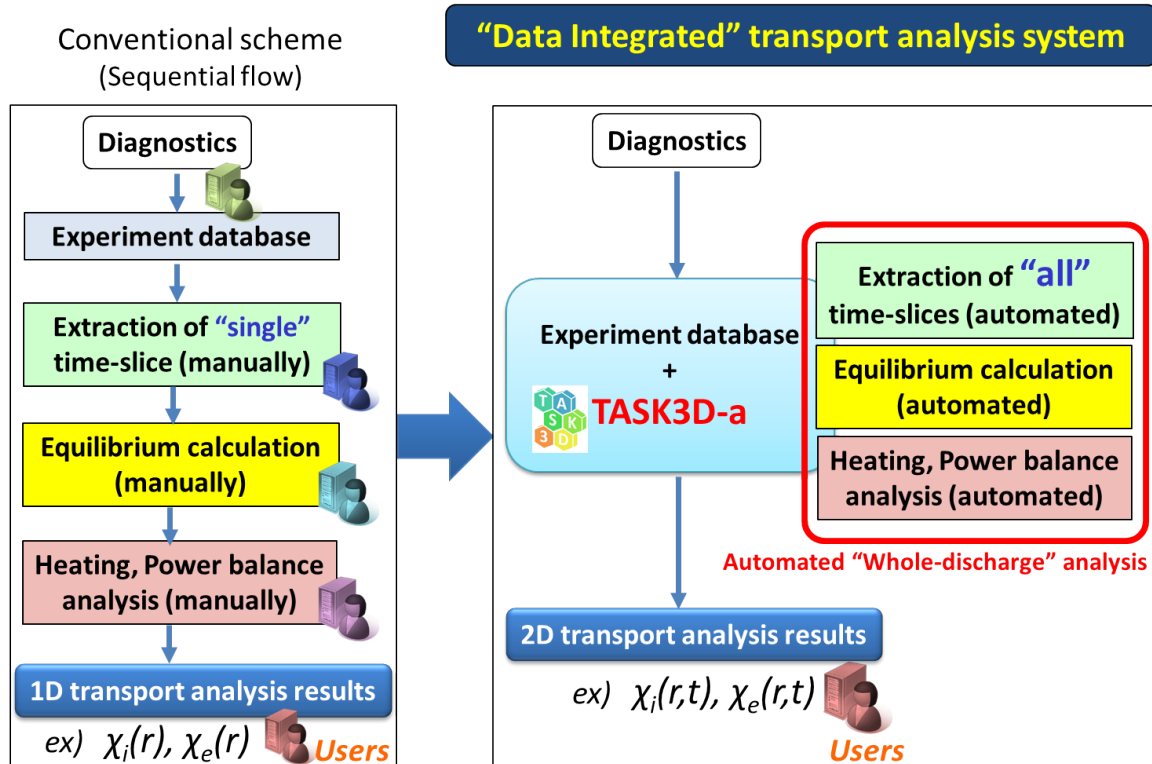 Conventional scheme
(Sequential flow)
Diagnostics
Experiment database
Extraction of “single”
time-slice (manually)
Equilibrium calculation
(manually)
Heating, Power balance
analysis (manually)
1D transport analysis results
ex) χi(r), χe(r)
Users
“Data Integrated” transport analysis system
Diagnostics
Experiment database
+
TASK3D
TASK3D-a
Extraction of “all”
time-slices (automated)
Equilibrium calculation
(automated)
Heating, Power balance
analysis (automated)
Automated “Whole-discharge” analysis
2D transport analysis results
ex) χi(r,t), χe(r,t)
Users